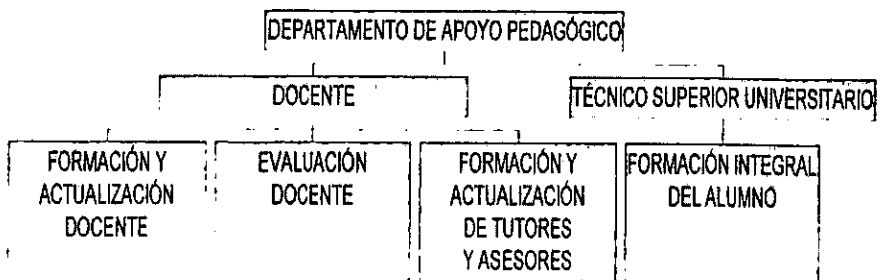 DEPARTAMENTO DE APOYO PEDAGÓGICO
DOCENTE
TÉCNICO SUPERIOR UNIVERSITARIO
FORMACIÓN Y
ACTUALIZACIÓN
DOCENTE
EVALUACIÓN
DOCENTE
FORMACIÓN Y
ACTUALIZACIÓN
DE TUTORES
Y ASESORES
FORMACIÓN INTEGRAL
DEL ALUMNO